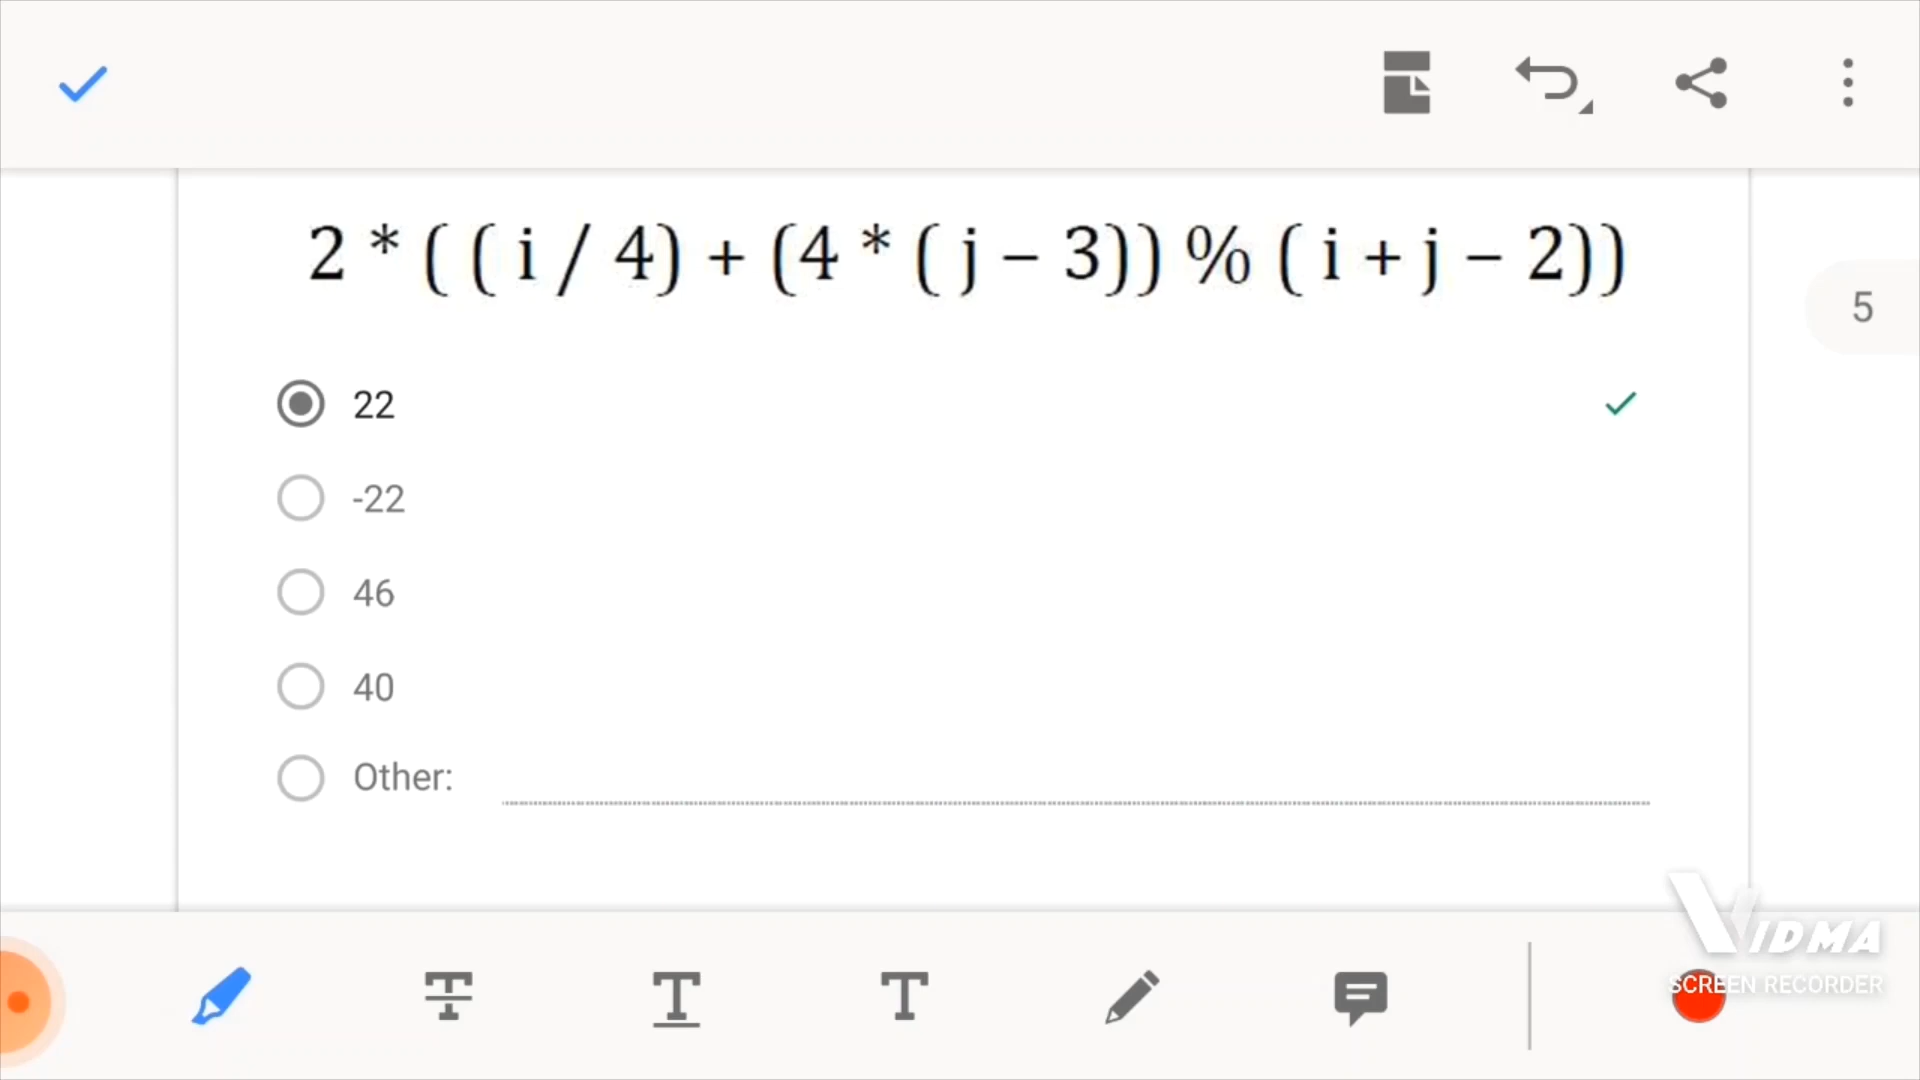 2 * ( ( i / 4) + (4 * ( j – 3)) % ( i + j – 2))
5
22
-22
46
40
Other:
VIDMA
SCREEN RECORDER